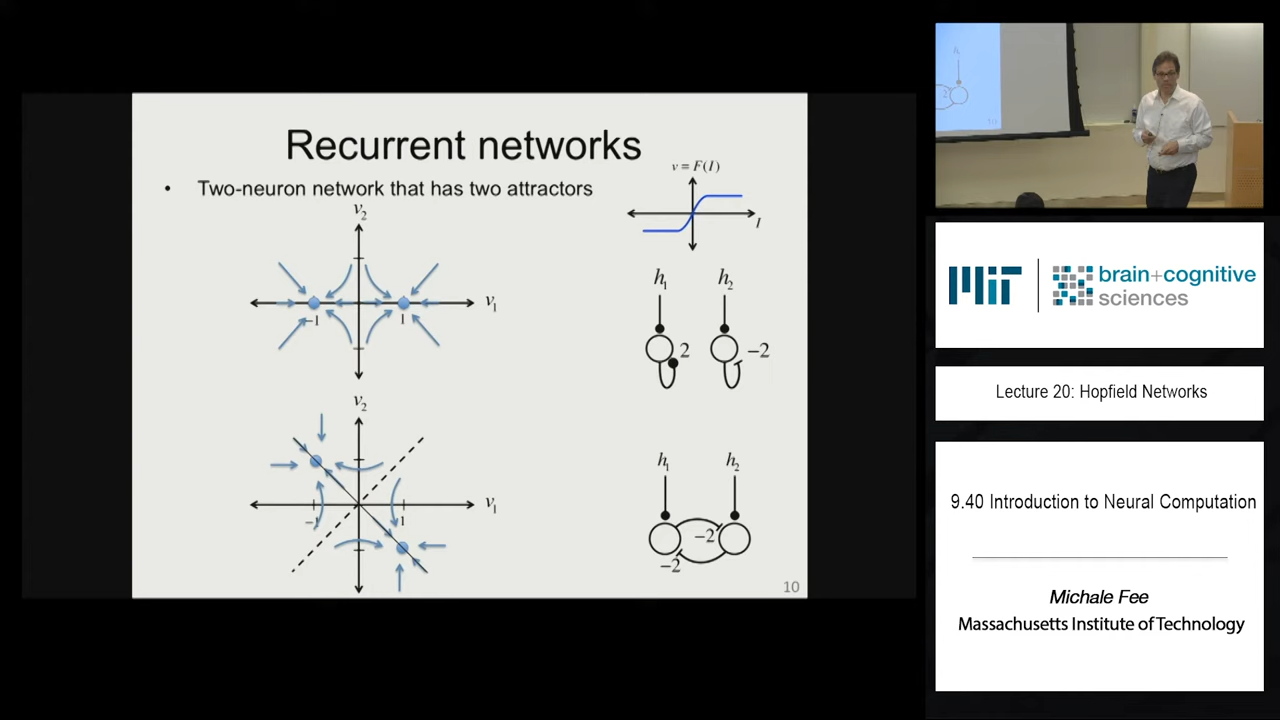 Recurrent networks
• Two-neuron network that has two attractors
v = F(I)
I
v₂
v₁
−1
1
h₁
h₂
2
−2
v₂
v₁
−1
1
h₁
h₂
−2
−2
10
MIT
brain+cognitive
sciences
Lecture 20: Hopfield Networks
9.40 Introduction to Neural Computation
Michale Fee
Massachusetts Institute of Technology